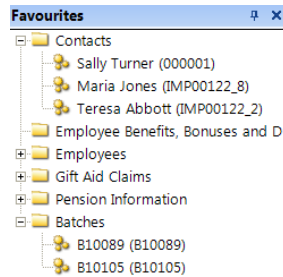 Favourites
Contacts
Sally Turner (000001)
Maria Jones (IMP00122_8)
Teresa Abbott (IMP00122_2)
Employee Benefits, Bonuses and D
Employees
Gift Aid Claims
Pension Information
Batches
B10089 (B10089)
B10105 (B10105)